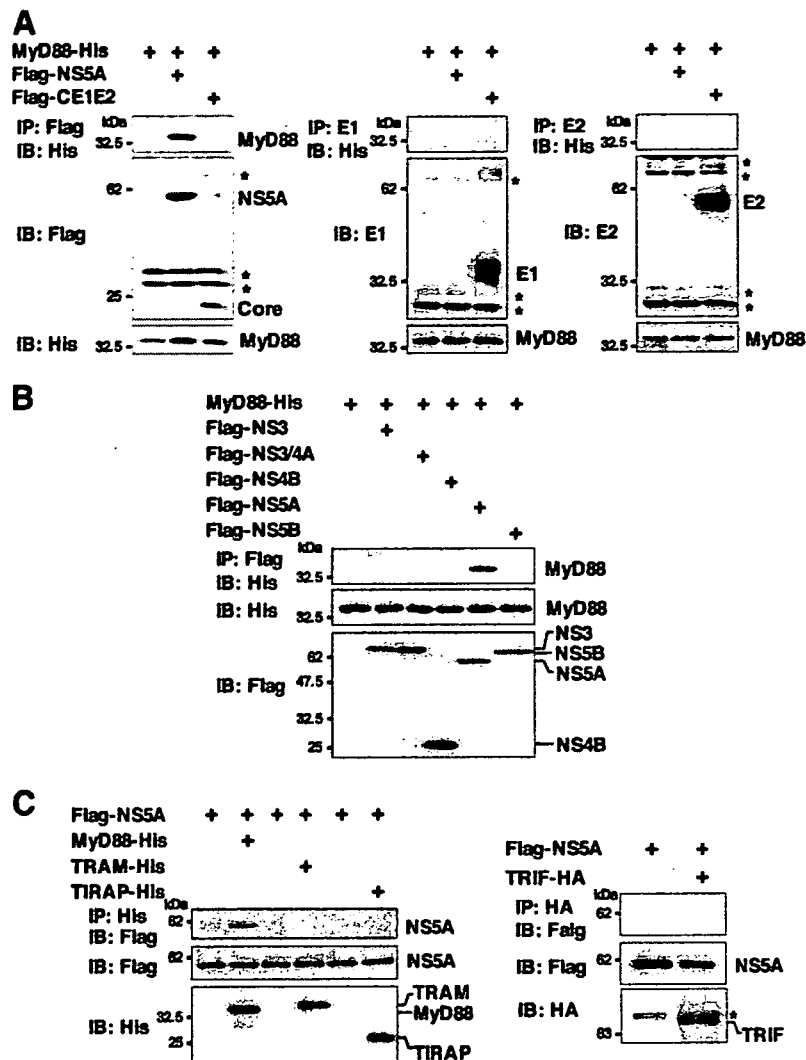 A
MyD88-His + + +
Flag-NS5A +
Flag-CE1E2 +
kDa
IP: Flag
IB: His
32.5
MyD88
62
*
NS5A
IB: Flag
*
*
25
Core
IB: His
32.5
MyD88
+ + +
+
+
kDa
IP: E1
IB: His
32.5
62
*
IB: E1
32.5
E1
*
*
32.5
MyD88
+ + +
+
+
kDa
IP: E2
IB: His
32.5
62
*
*
E2
IB: E2
32.5
*
*
32.5
MyD88
B
MyD88-His + + + + + +
Flag-NS3 +
Flag-NS3/4A +
Flag-NS4B +
Flag-NS5A +
Flag-NS5B +
kDa
IP: Flag
IB: His
32.5
MyD88
IB: His
32.5
MyD88
NS3
62
NS5B
NS5A
IB: Flag
47.5
32.5
25
NS4B
C
Flag-NS5A + + + + + +
MyD88-His +
TRAM-His +
TIRAP-His +
kDa
IP: His
IB: Flag
62
NS5A
IB: Flag
62
NS5A
TRAM
MyD88
IB: His
32.5
25
TIRAP
Flag-NS5A + +
TRIF-HA +
kDa
IP: HA
IB: Falg
62
IB: Flag
62
NS5A
IB: HA
*
83
TRIF